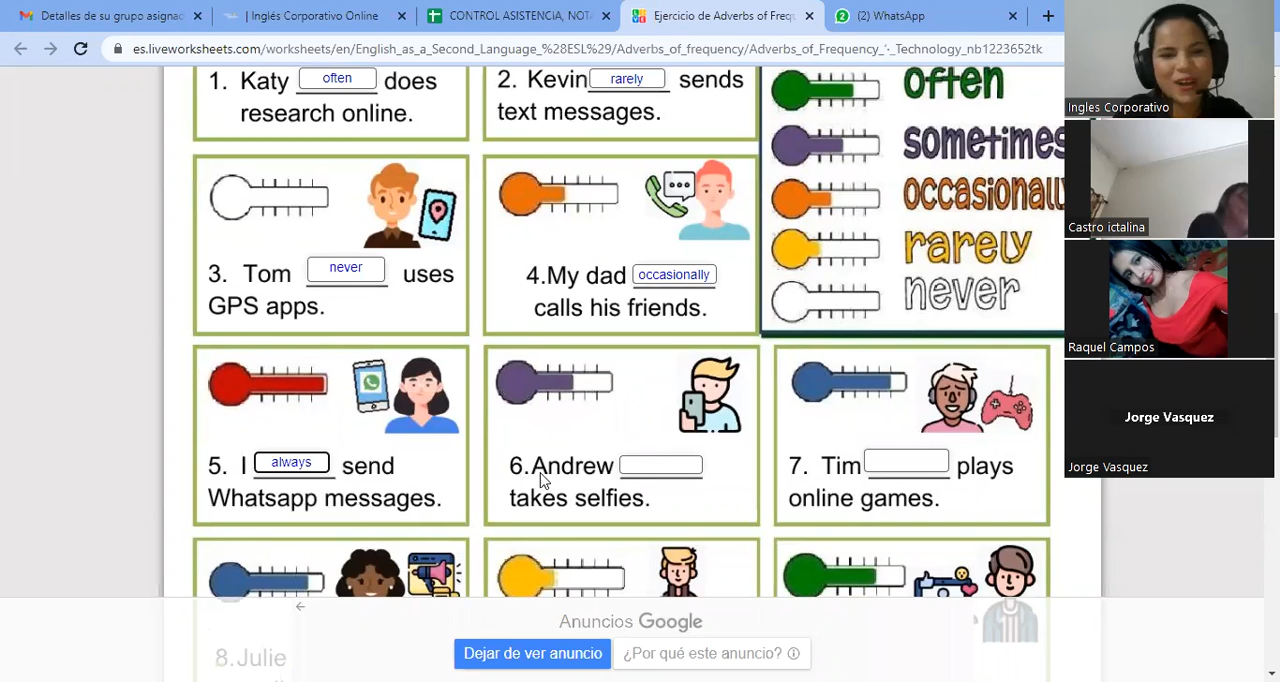 Detalles de su grupo asignac
| Inglés Corporativo Online
CONTROL ASISTENCIA, NOTA
Ejercicio de Adverbs of Freq
(2) WhatsApp
es.liveworksheets.com/worksheets/en/English_as_a_Second_Language_%28ESL%29/Adverbs_of_frequency/Adverbs_of_Frequency_-_Technology_nb1223652tk
1. Katy often does
research online.
2. Kevin rarely sends
text messages.
often
sometimes
occasionally
rarely
never
3. Tom never uses
GPS apps.
4.My dad occasionally
calls his friends.
5. I always send
Whatsapp messages.
6.Andrew
takes selfies.
7. Tim plays
online games.
8.Julie
Anuncios Google
Dejar de ver anuncio
¿Por qué este anuncio?
Ingles Corporativo
Castro ictalina
Raquel Campos
Jorge Vasquez
Jorge Vasquez